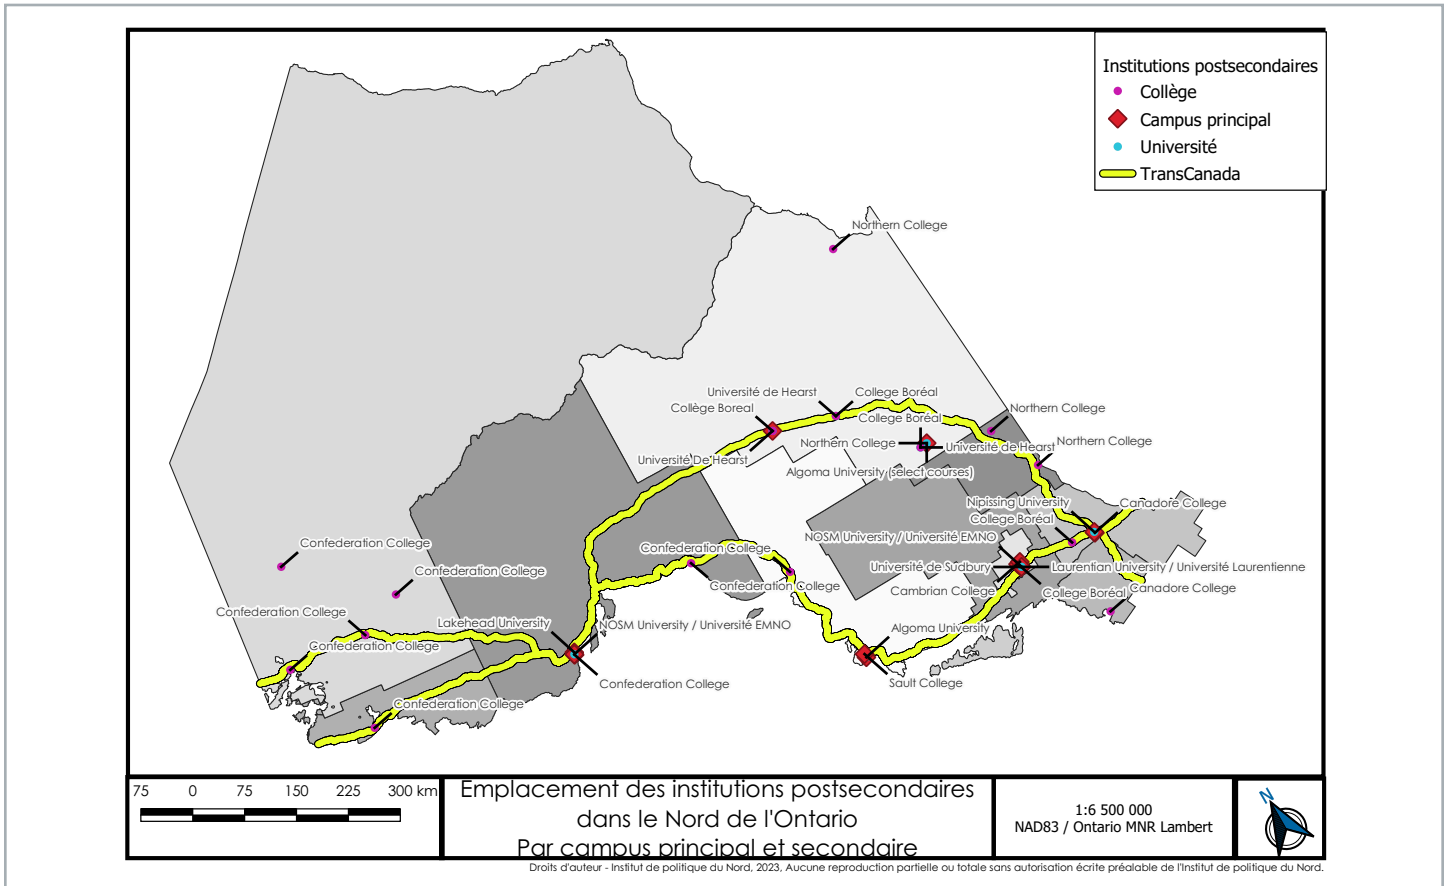 Institutions postsecondaires
Collège
Campus principal
Université
TransCanada
Northern College
Université de Hearst
College Boréal
Collège Boreal
College Boréal
Northern College
Northern College
Université de Hearst
Northern College
Université De Hearst
Algoma University (select courses)
Nipissing University
Canadore College
College Boréal
NOSM University / Université EMNO
Confederation College
Confederation College
Université de Sudbury
Laurentian University / Université Laurentienne
Confederation College
Confederation College
Cambrian College
College Boréal
Canadore College
Confederation College
Lakehead University
NOSM University / Université EMNO
Algoma University
Confederation College
Confederation College
Sault College
Confederation College
75 0 75 150 225 300 km
Emplacement des institutions postsecondaires
dans le Nord de l'Ontario
Par campus principal et secondaire
1:6 500 000
NAD83 / Ontario MNR Lambert
N
Droits d'auteur - Institut de politique du Nord, 2023, Aucune reproduction partielle ou totale sans autorisation écrite préalable de l'Institut de politique du Nord.